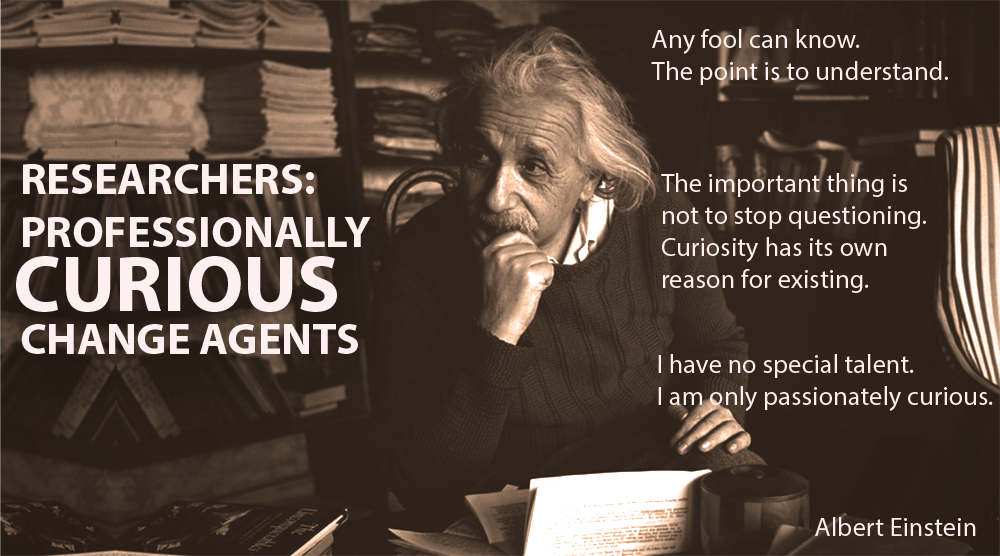 RESEARCHERS:
PROFESSIONALLY
CURIOUS
CHANGE AGENTS
Any fool can know.
The point is to understand.
The important thing is
not to stop questioning.
Curiosity has its own
reason for existing.
I have no special talent.
I am only passionately curious.
Albert Einstein